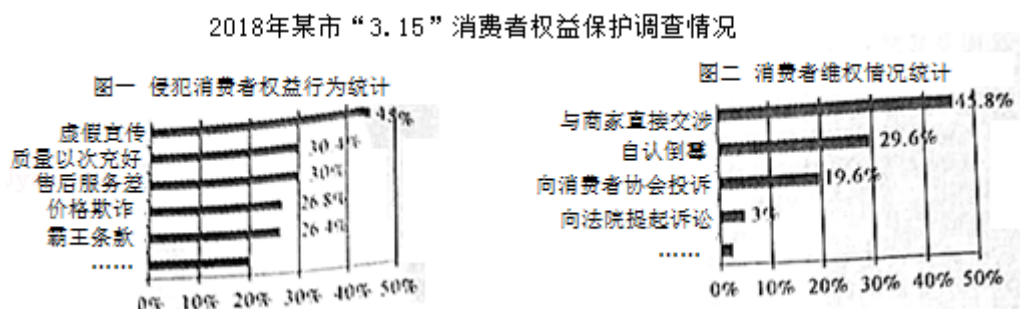 2018年某市“3.15”消费者权益保护调查情况
图一 侵犯消费者权益行为统计
虚假宣传 45%
质量以次充好 30.4%
售后服务差 30%
价格欺诈 26.8%
霸王条款 26.4%
……
0% 10% 20% 30% 40% 50%
图二 消费者维权情况统计
与商家直接交涉 45.8%
自认倒霉 29.6%
向消费者协会投诉 19.6%
向法院提起诉讼 3%
……
0% 10% 20% 30% 40% 50%